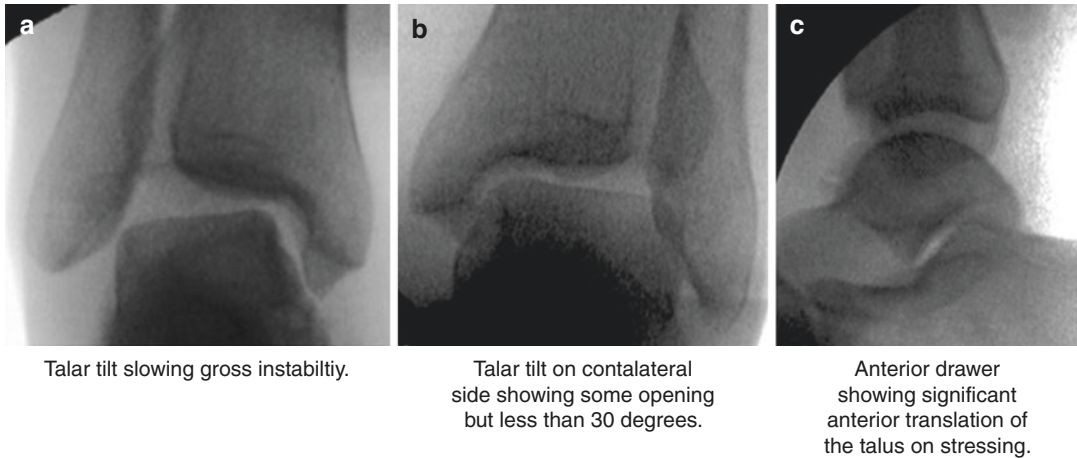 a
b
c
Talar tilt slowing gross instabiltiy.
Talar tilt on contalateral
side showing some opening
but less than 30 degrees.
Anterior drawer
showing significant
anterior translation of
the talus on stressing.